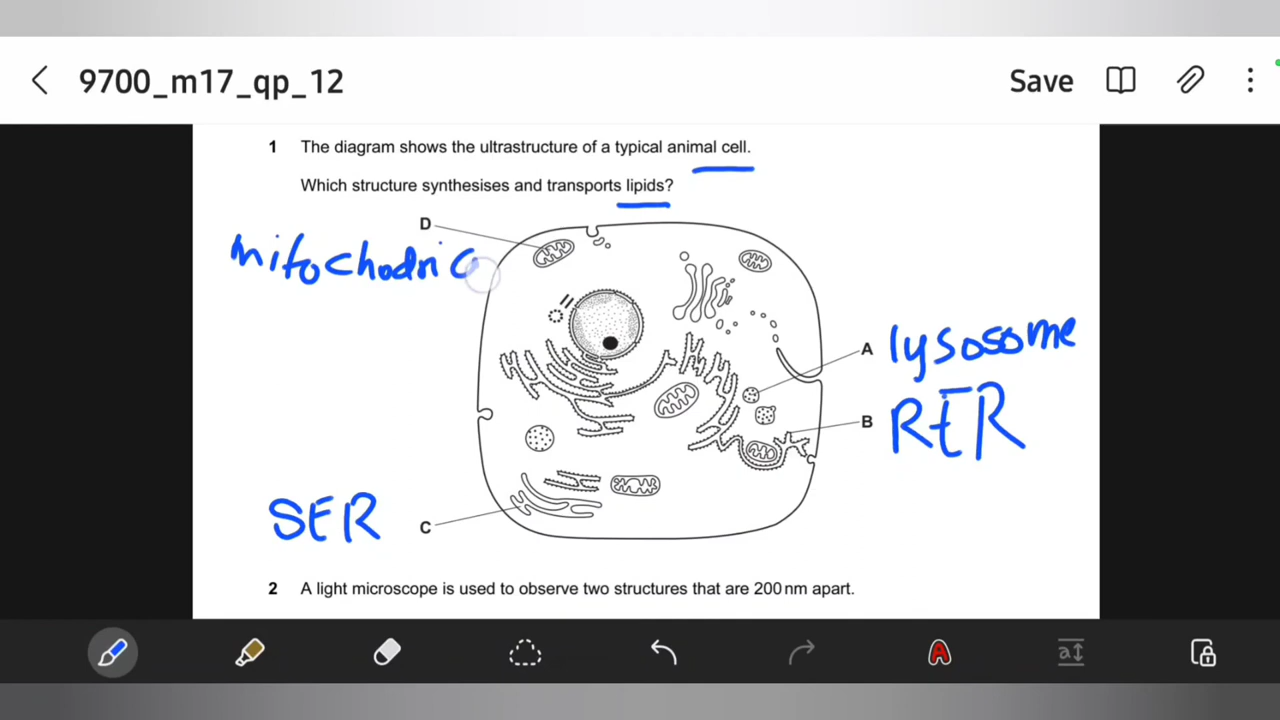 9700_m17_qp_12
Save
1 The diagram shows the ultrastructure of a typical animal cell.
Which structure synthesises and transports lipids?
D
mitochodria
A lysosome
B RER
SER C
2 A light microscope is used to observe two structures that are 200 nm apart.
A
a